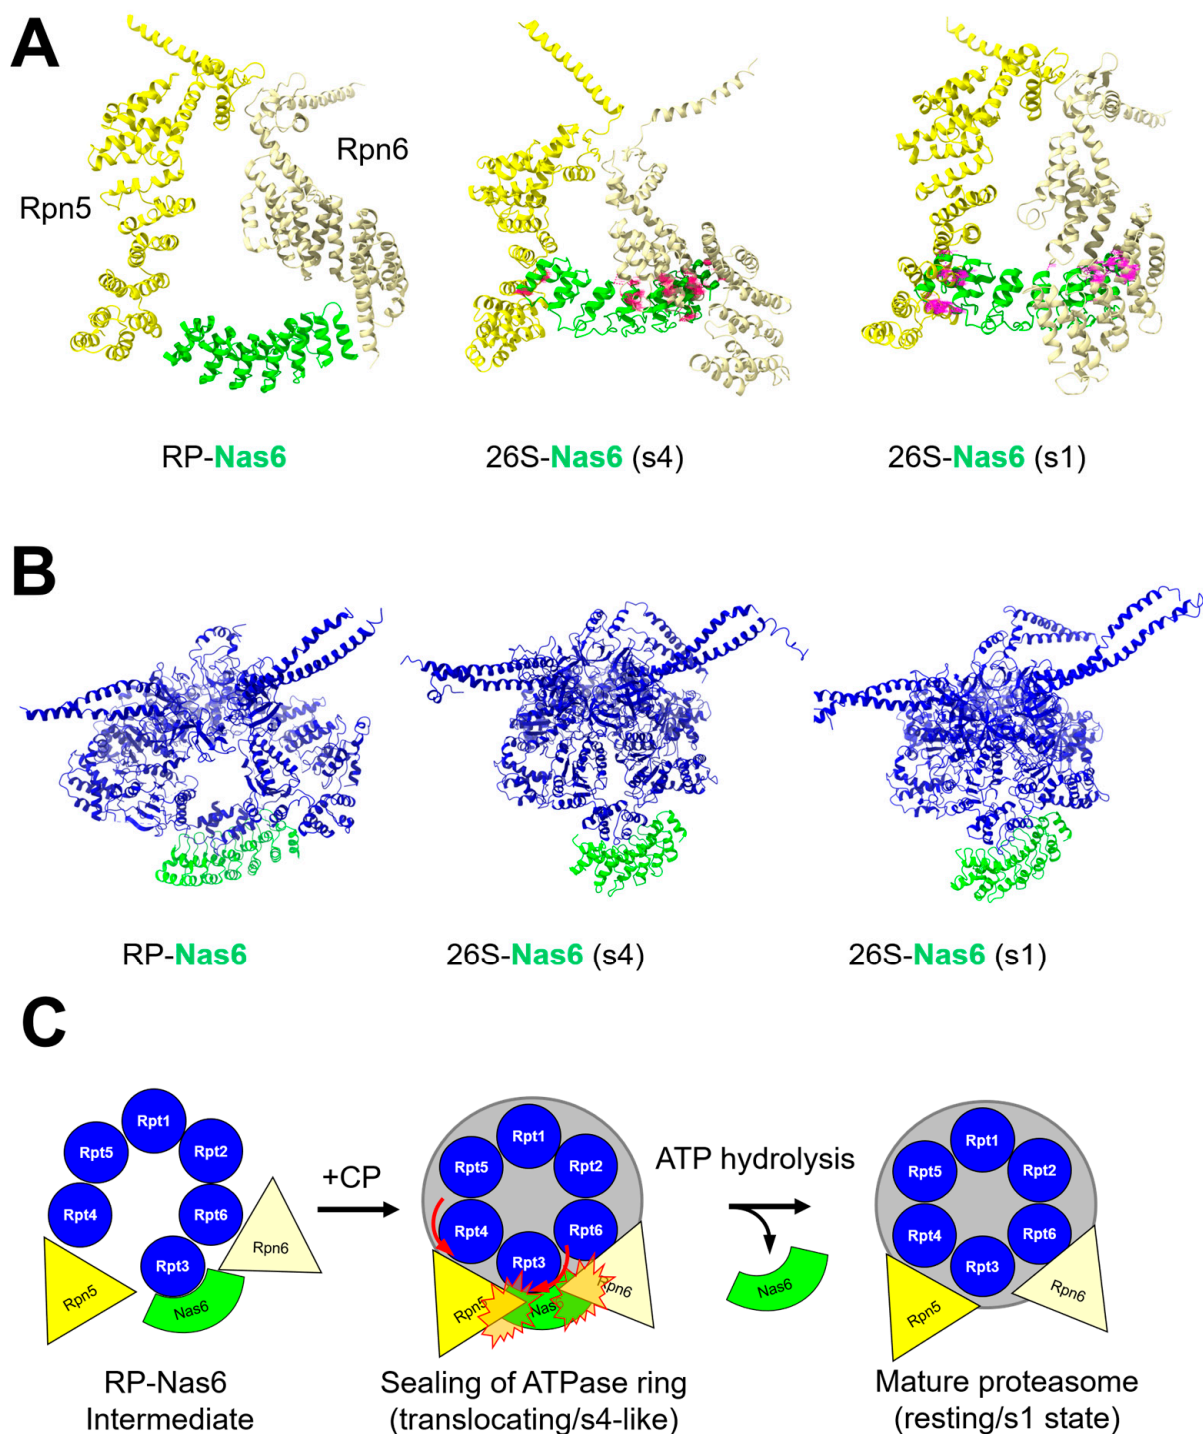 A
Rpn5
Rpn6
RP-Nas6
26S-Nas6 (s4)
26S-Nas6 (s1)
B
RP-Nas6
26S-Nas6 (s4)
26S-Nas6 (s1)
C
Rpt1
Rpt5
Rpt2
Rpt4
Rpt6
Rpt3
Rpn5
Nas6
Rpn6
+CP
Rpt1
Rpt5
Rpt2
Rpt4
Rpt6
Rpt3
Rpn5
Nas6
Rpn6
ATP hydrolysis
Nas6
Rpt1
Rpt5
Rpt2
Rpt4
Rpt6
Rpt3
Rpn5
Rpn6
RP-Nas6
Intermediate
Sealing of ATPase ring
(translocating/s4-like)
Mature proteasome
(resting/s1 state)